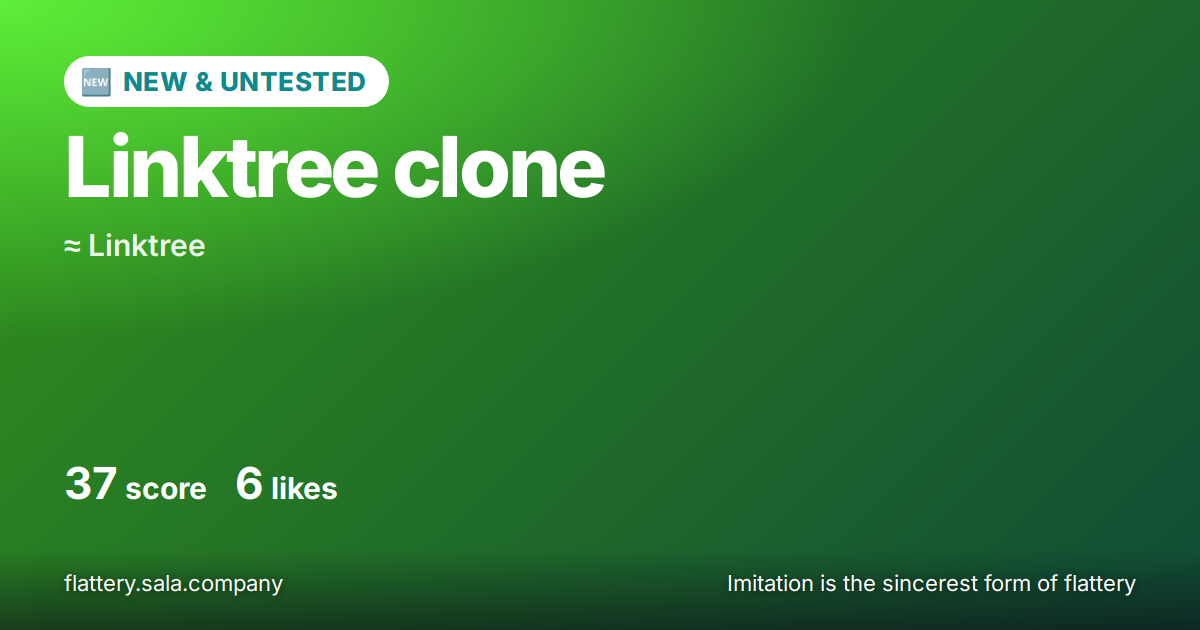 🆕 NEW & UNTESTED
Linktree clone
≈ Linktree
37 score 6 likes
flattery.sala.company
Imitation is the sincerest form of flattery